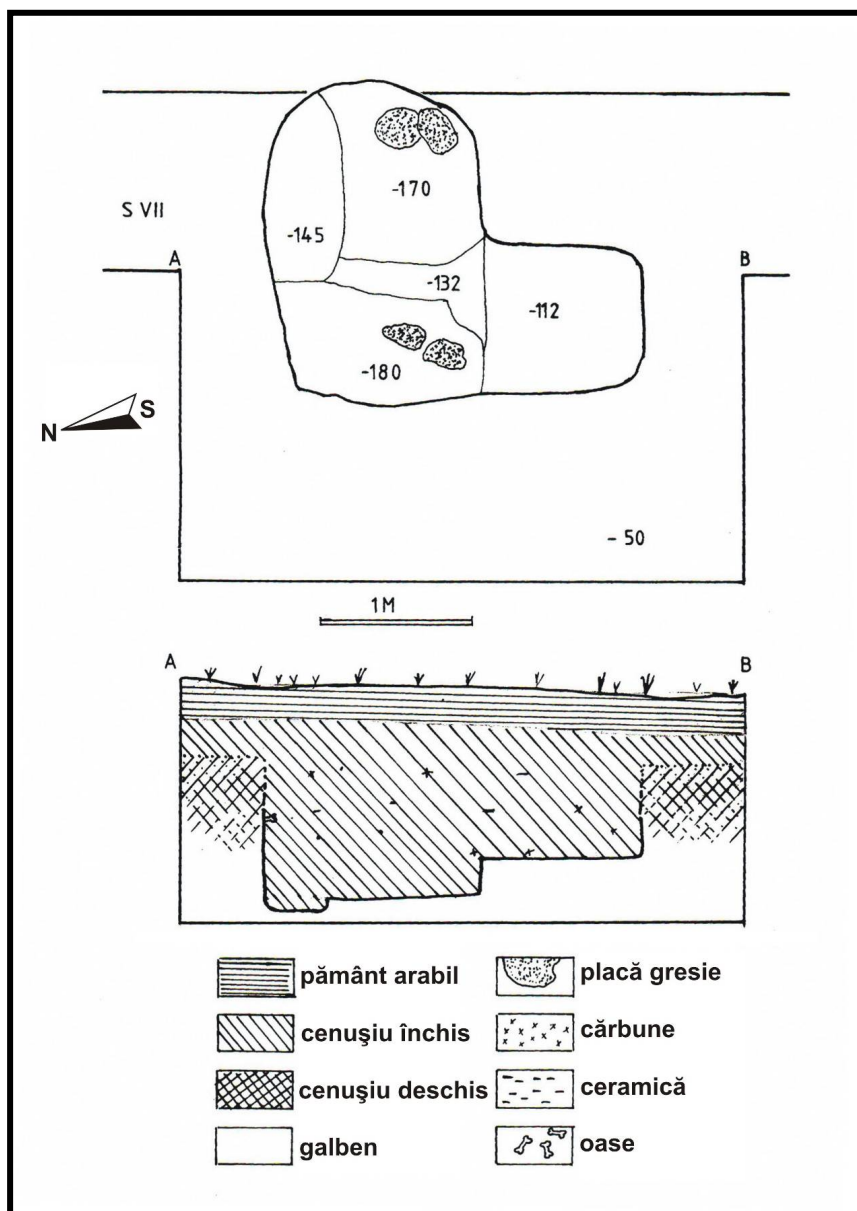 -170
S VII
-145
A
B
-132
-112
-180
N
S
- 50
1M
A
B
pământ arabil
placă gresie
cenuşiu închis
cărbune
cenuşiu deschis
ceramică
galben
oase